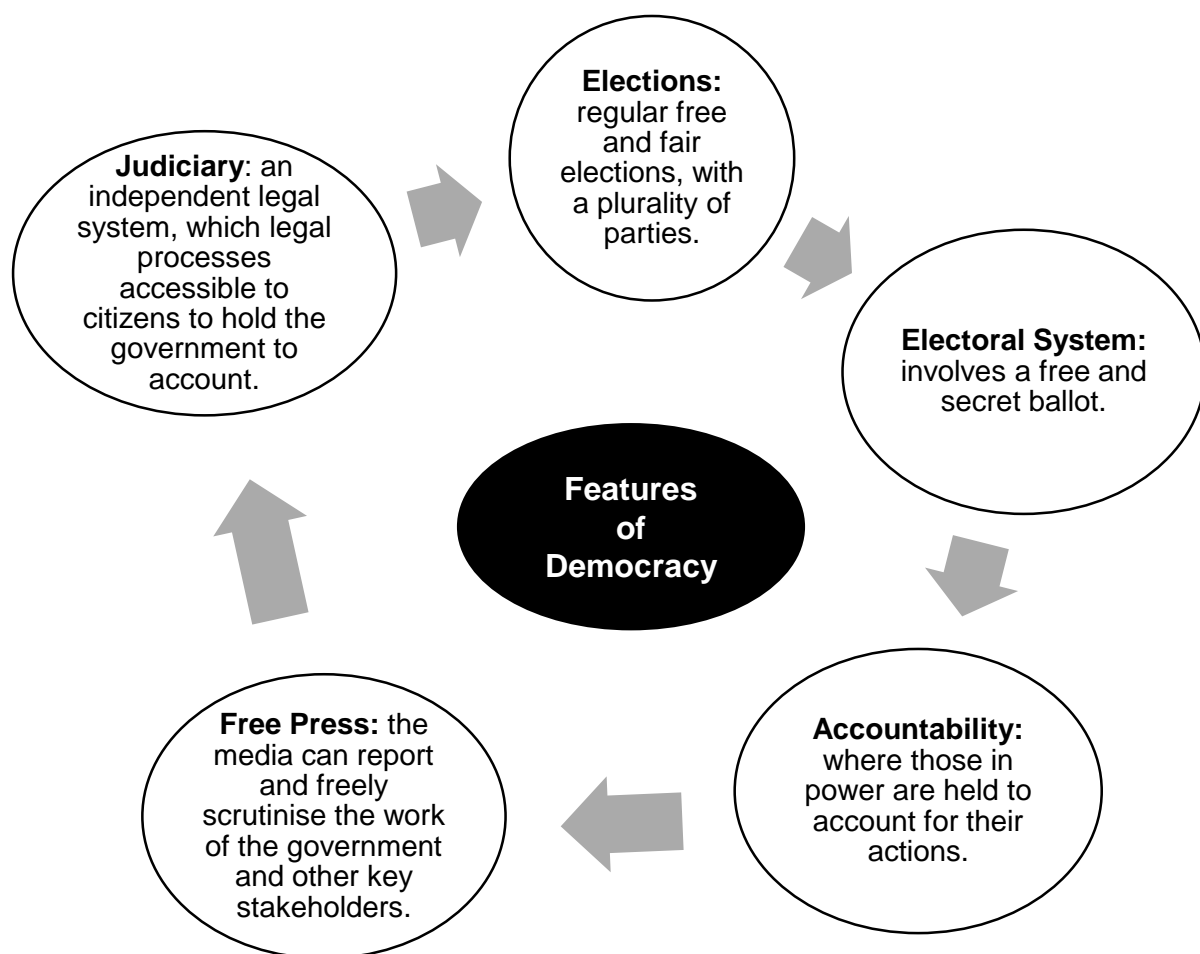 Elections:
regular free
and fair
elections, with
a plurality of
parties.
Electoral System:
involves a free and
secret ballot.
Accountability:
where those in
power are held to
account for their
actions.
Free Press: the
media can report
and freely
scrutinise the work
of the government
and other key
stakeholders.
Judiciary: an
independent legal
system, which legal
processes
accessible to
citizens to hold the
government to
account.
Features
of
Democracy